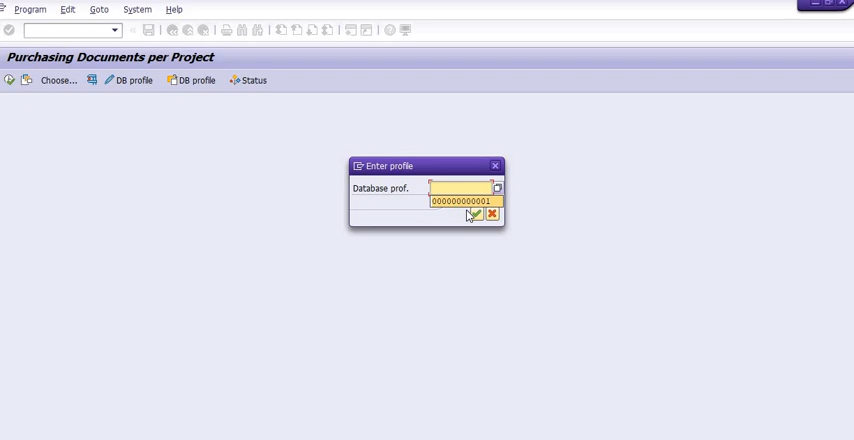 Program Edit Goto System Help
Purchasing Documents per Project
Choose... DB profile DB profile Status
Enter profile
Database prof.
000000000001